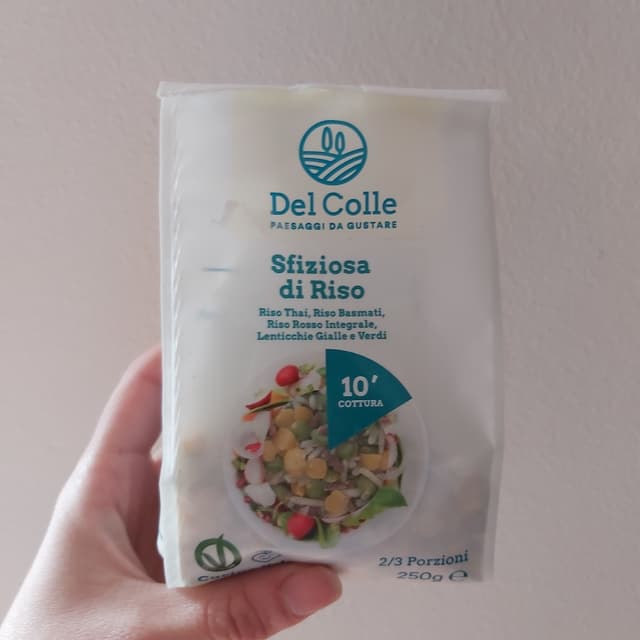 Del Colle
PAESAGGI DA GUSTARE
Sfiziosa
di Riso
Riso Thai, Riso Basmati,
Riso Rosso Integrale,
Lenticchie Gialle e Verdi
10'
COTTURA
2/3 Porzioni
250g e